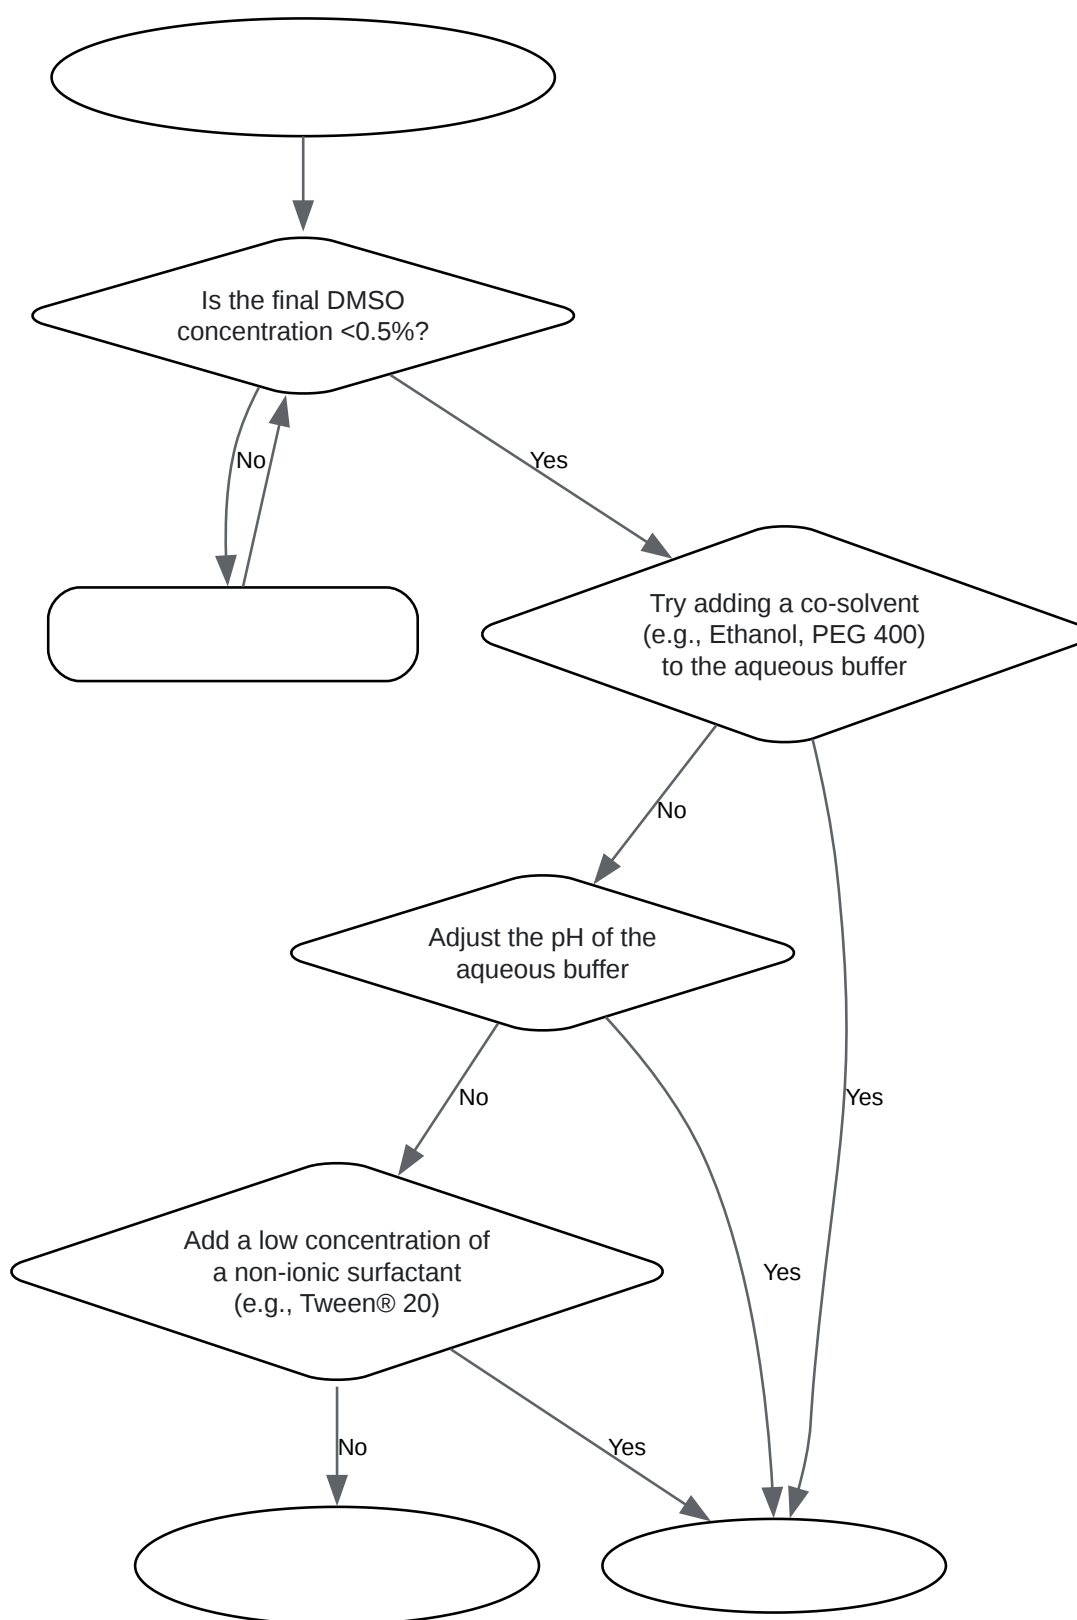 Is the final DMSO
concentration <0.5%?
No
Yes
Try adding a co-solvent
(e.g., Ethanol, PEG 400)
to the aqueous buffer
No
Adjust the pH of the
aqueous buffer
No
Yes
Add a low concentration of
a non-ionic surfactant
(e.g., Tween® 20)
Yes
No
Yes